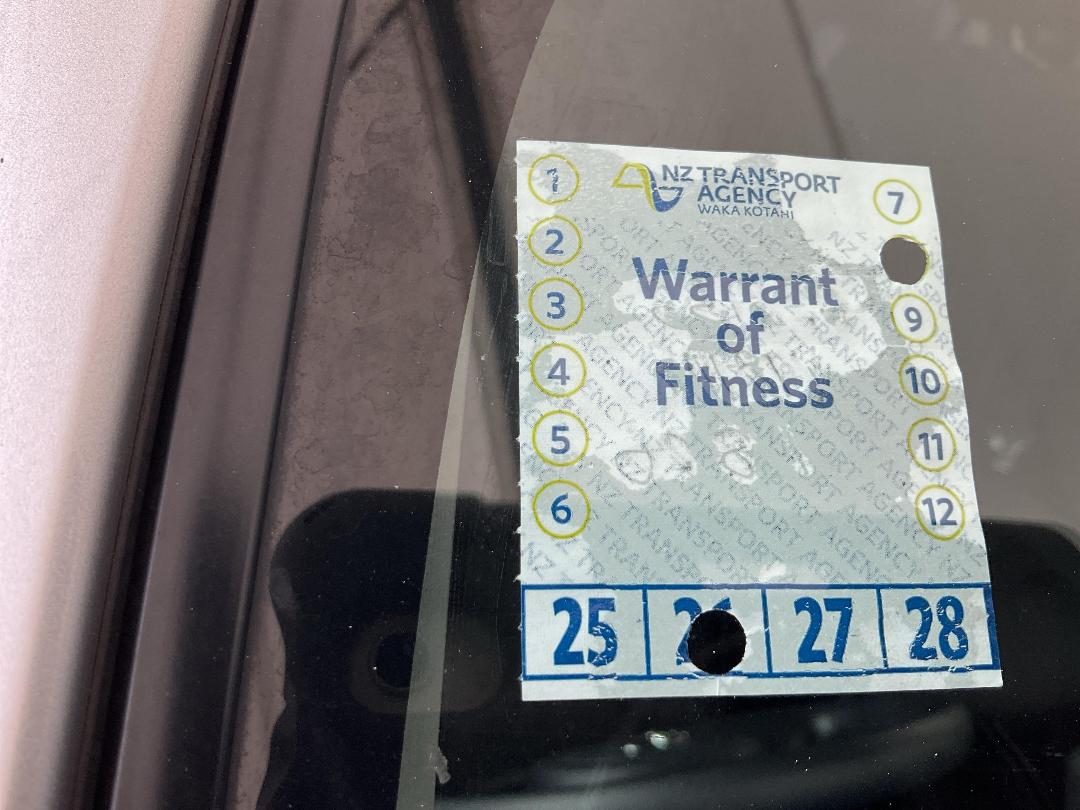 NZ TRANSPORT
AGENCY
WAKA KOTAHI
Warrant
of
Fitness
1
2
3
4
5
6
7
9
10
11
12
25 27 28